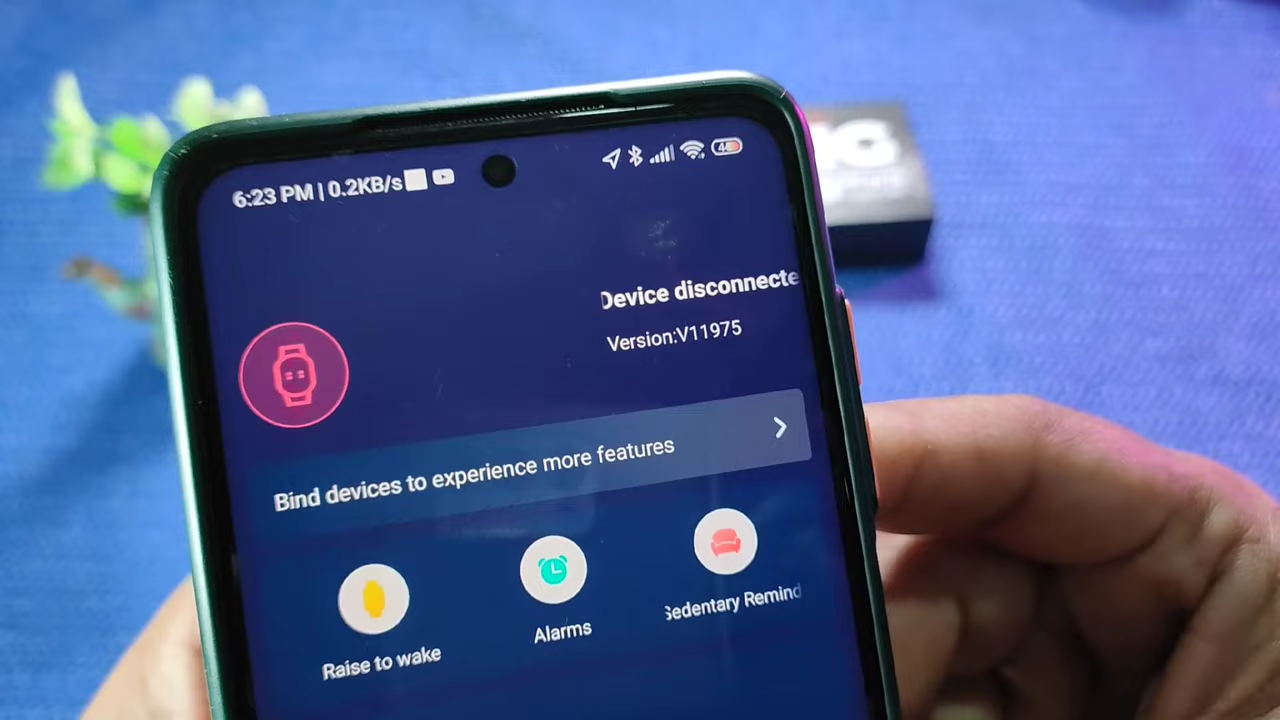 6:23 PM | 0.2KB/s
Device disconnecte
Version:V11975
Bind devices to experience more features
Raise to wake
Alarms
Sedentary Remind